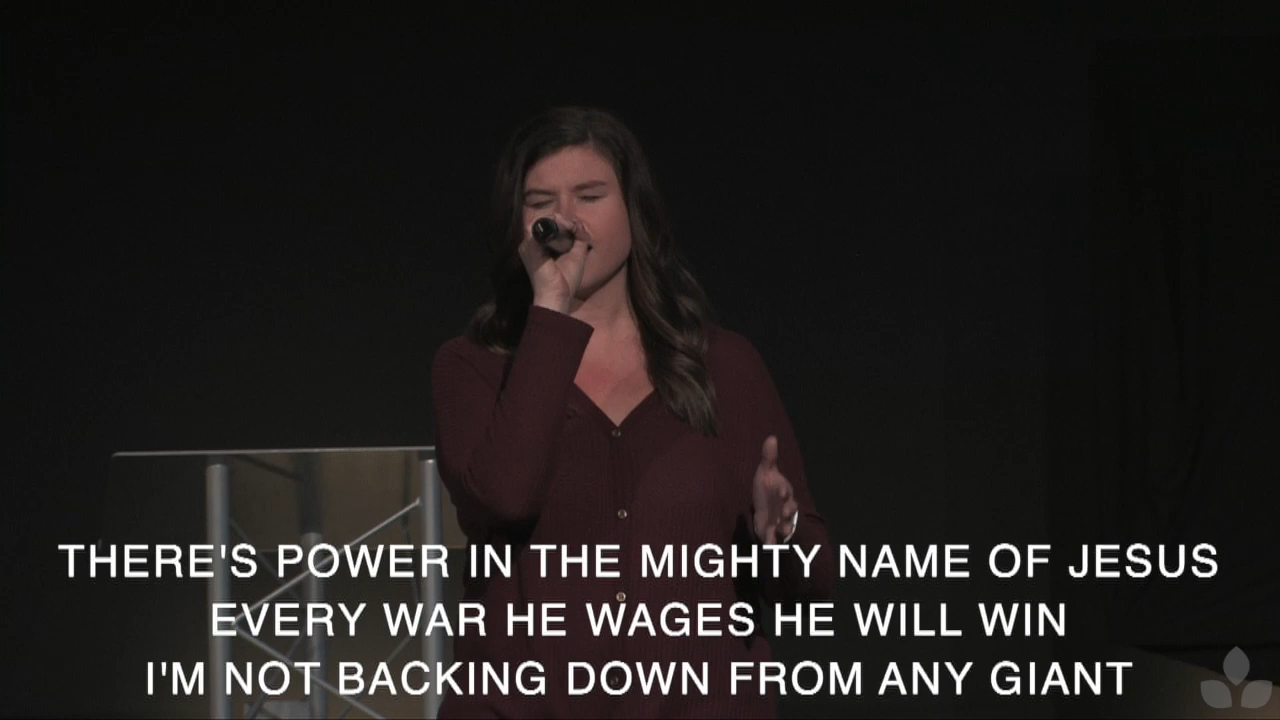 THERE'S POWER IN THE MIGHTY NAME OF JESUS
EVERY WAR HE WAGES HE WILL WIN
I'M NOT BACKING DOWN FROM ANY GIANT